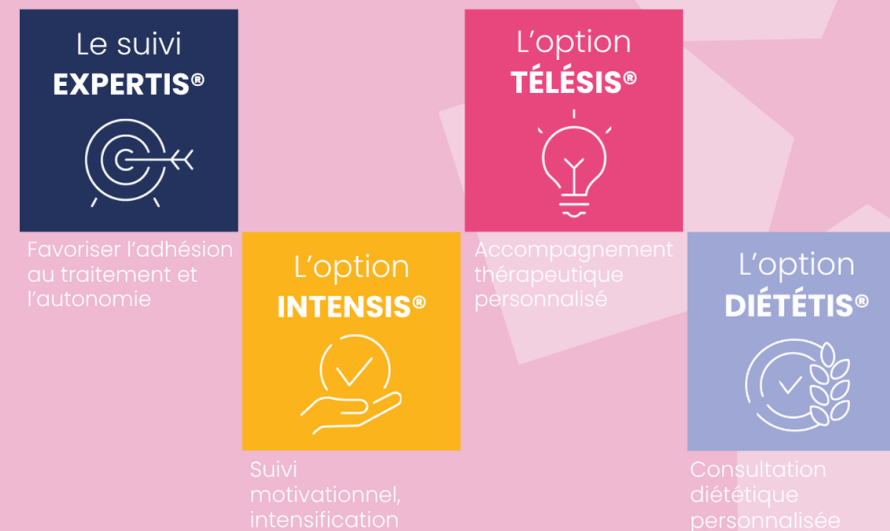 Le suivi
EXPERTIS®
Favoriser l'adhésion
au traitement et
l'autonomie
L'option
INTENSIS®
Suivi
motivationnel,
intensification
L'option
TÉLÉSIS®
Accompagnement
thérapeutique
personnalisé
L'option
DIÉTÉTIS®
Consultation
diététique
personnalisée